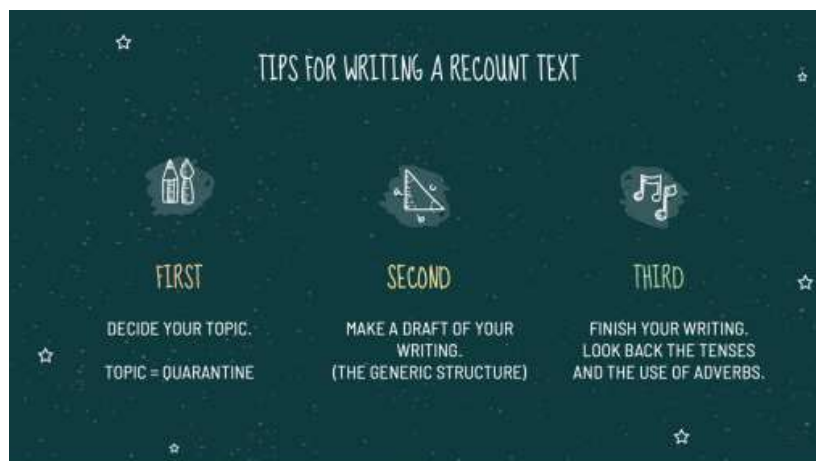 TIPS FOR WRITING A RECOUNT TEXT
FIRST
DECIDE YOUR TOPIC.
TOPIC = QUARANTINE
a
c
b
SECOND
MAKE A DRAFT OF YOUR
WRITING.
(THE GENERIC STRUCTURE)
THIRD
FINISH YOUR WRITING.
LOOK BACK THE TENSES
AND THE USE OF ADVERBS.